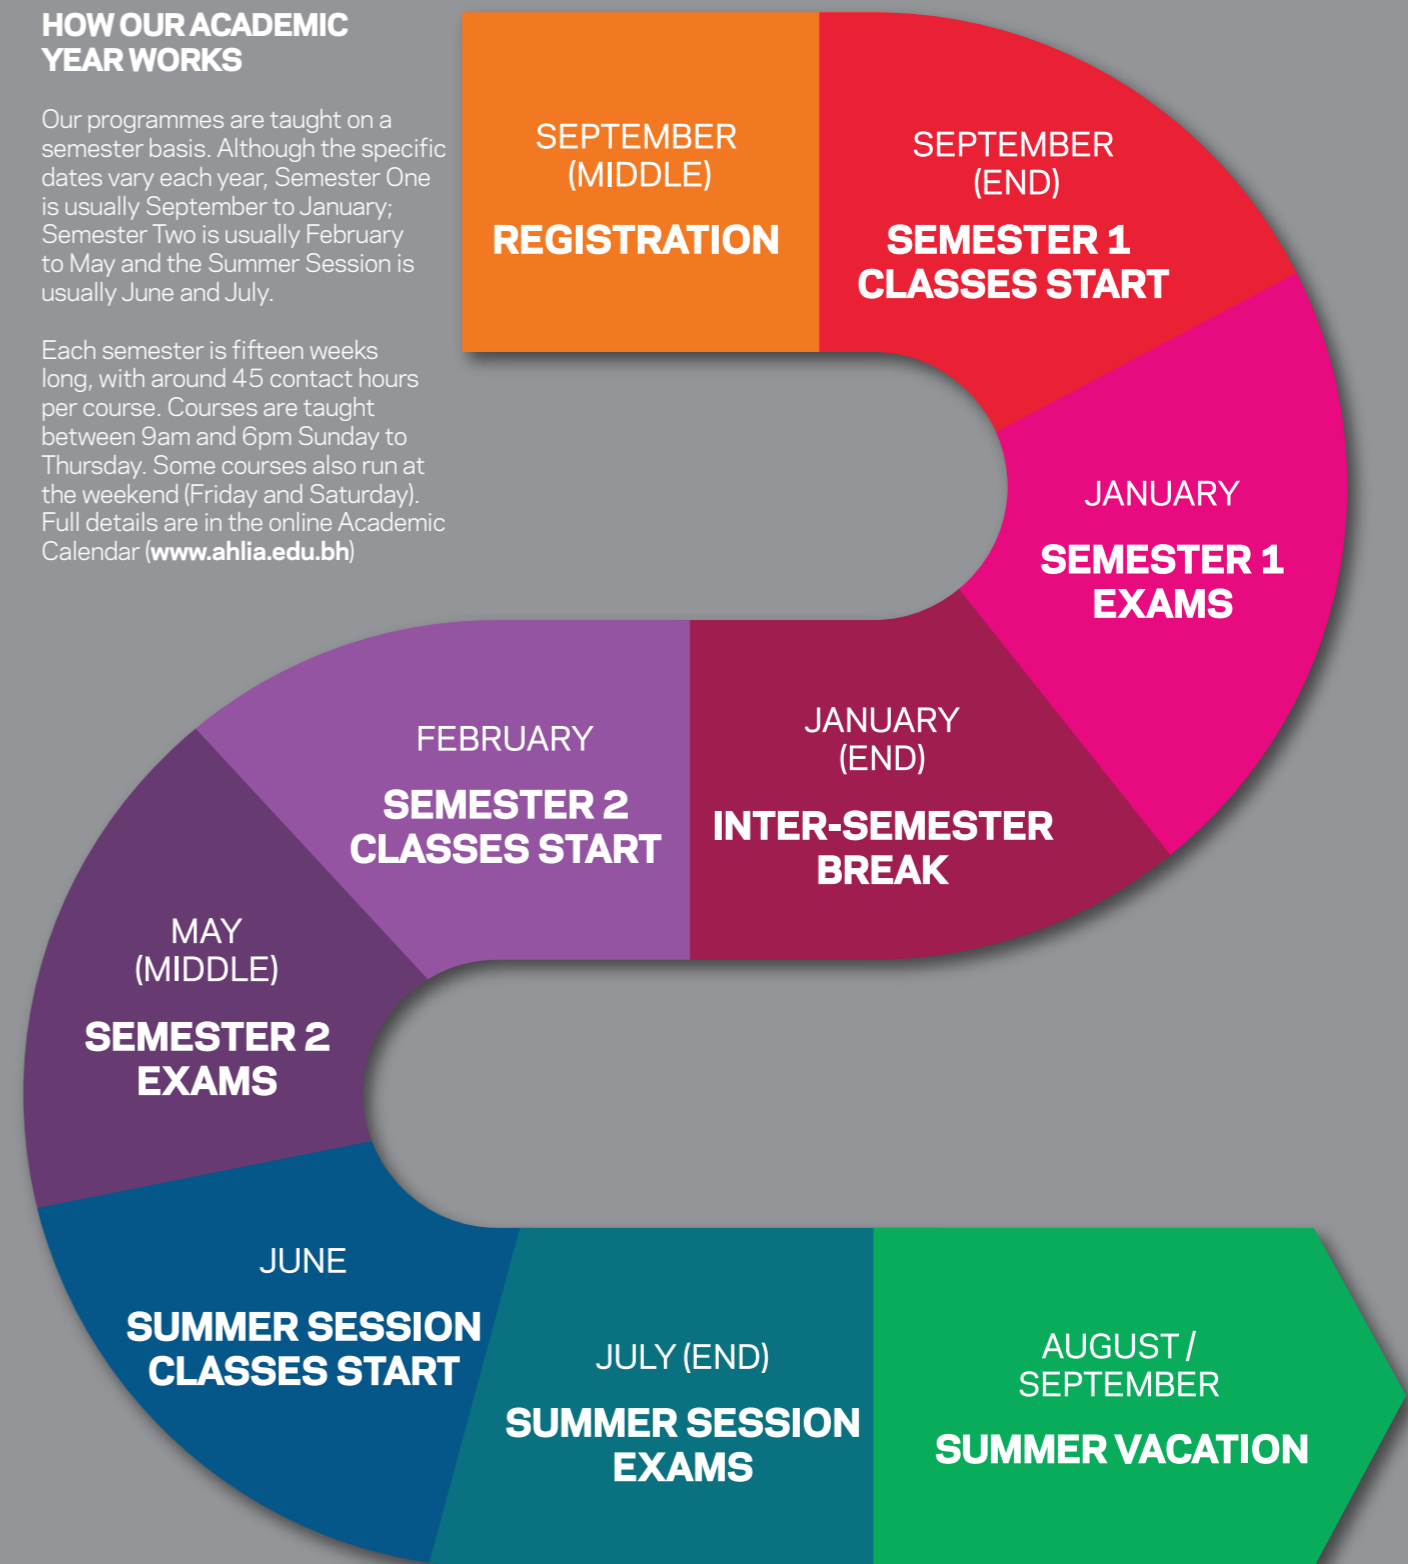 HOW OUR ACADEMIC
YEAR WORKS
Our programmes are taught on a
semester basis. Although the specific
dates vary each year, Semester One
is usually September to January;
Semester Two is usually February
to May and the Summer Session is
usually June and July.
Each semester is fifteen weeks
long, with around 45 contact hours
per course. Courses are taught
between 9am and 6pm Sunday to
Thursday. Some courses also run at
the weekend (Friday and Saturday).
Full details are in the online Academic
Calendar (www.ahlia.edu.bh)
SEPTEMBER
(MIDDLE)
REGISTRATION
SEPTEMBER
(END)
SEMESTER 1
CLASSES START
JANUARY
SEMESTER 1
EXAMS
JANUARY
(END)
INTER-SEMESTER
BREAK
FEBRUARY
SEMESTER 2
CLASSES START
MAY
(MIDDLE)
SEMESTER 2
EXAMS
JUNE
SUMMER SESSION
CLASSES START
JULY (END)
SUMMER SESSION
EXAMS
AUGUST /
SEPTEMBER
SUMMER VACATION